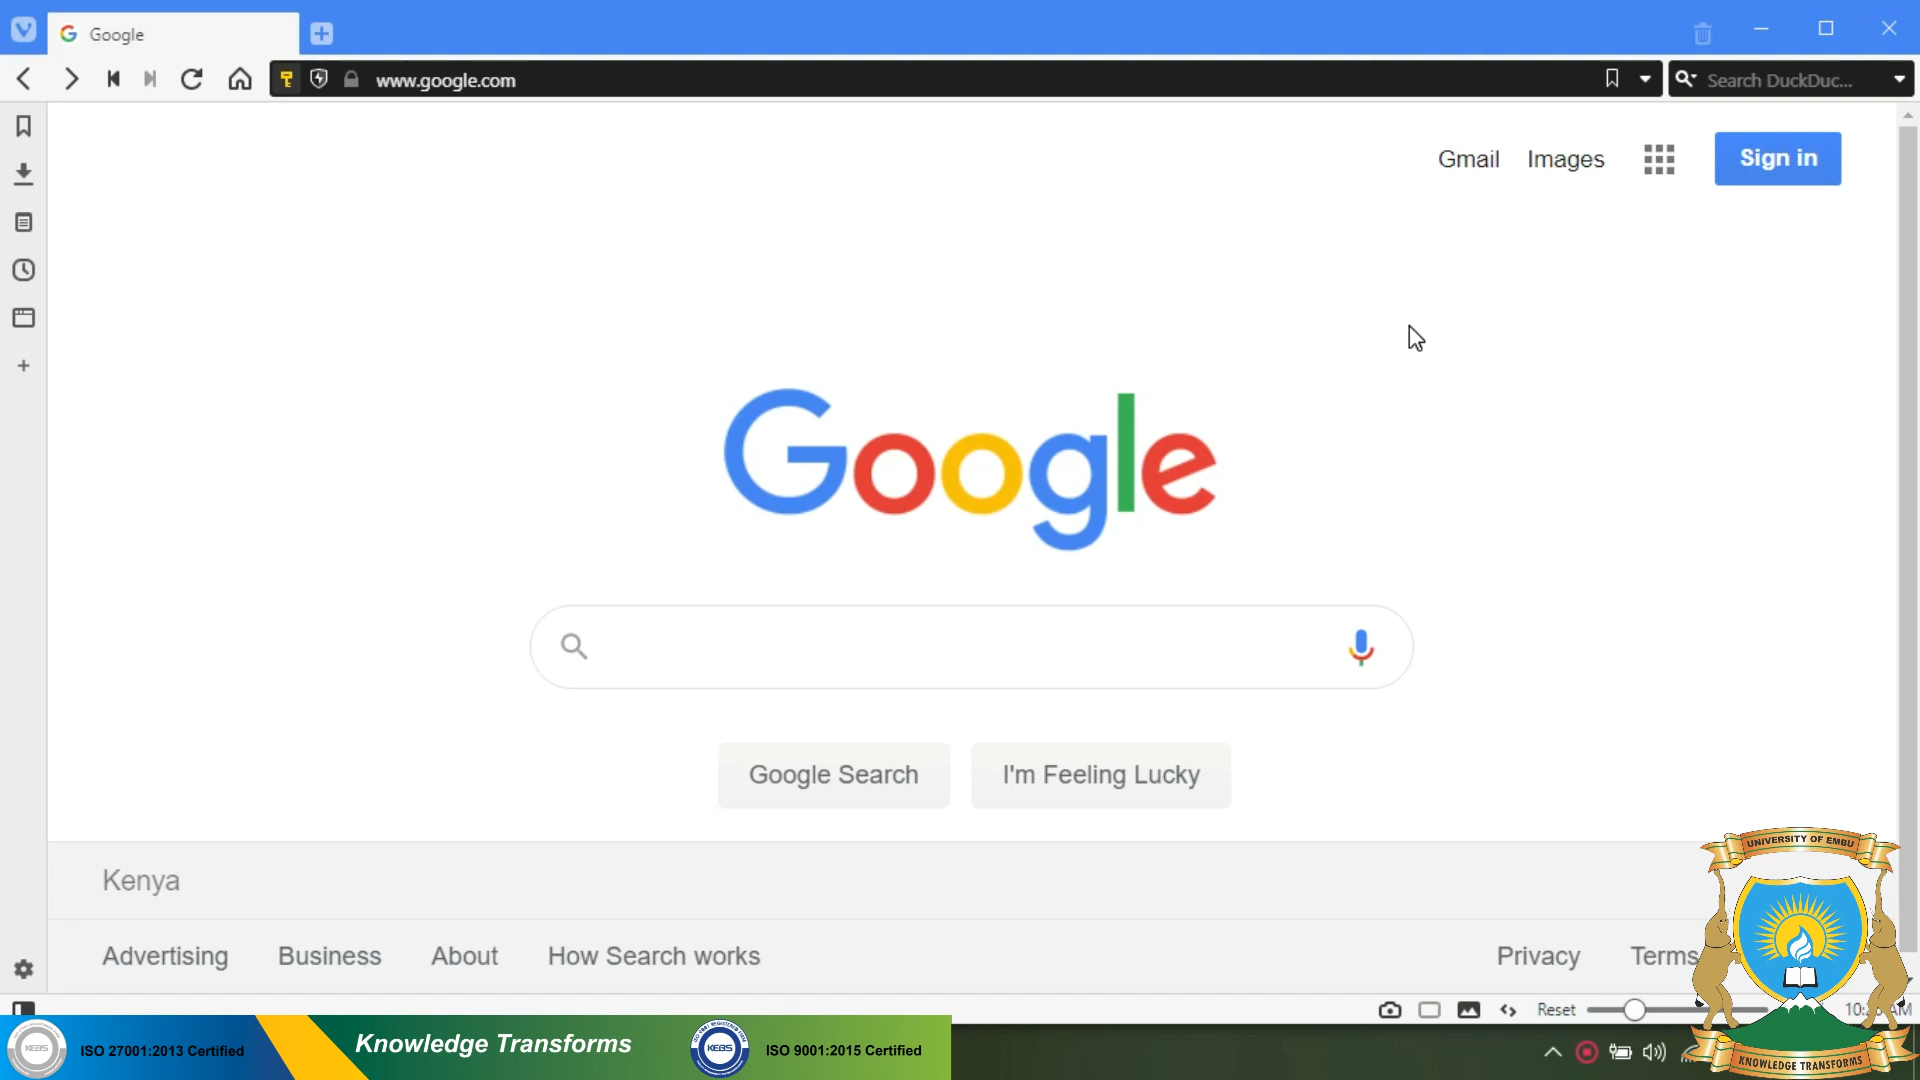 Google
www.google.com
Search DuckDuc...
Gmail Images Sign in
Google
Google Search I'm Feeling Lucky
Kenya
Advertising Business About How Search works Privacy Terms
Reset
UNIVERSITY OF EMBU
KNOWLEDGE TRANSFORMS
KEBS ISO 27001:2013 Certified Knowledge Transforms KEBS ISO 9001:2015 Certified